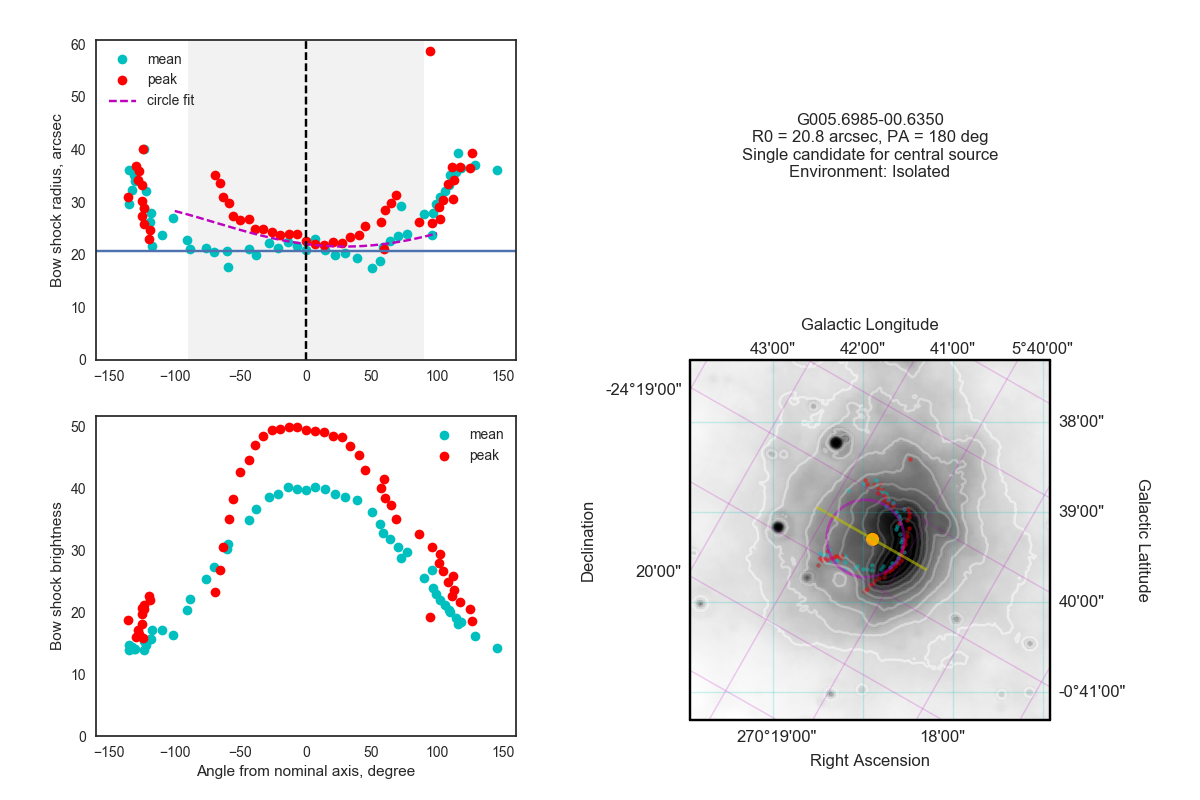 60
50
40
30
20
10
0
Bow shock radius, arcsec
mean
peak
circle fit
−150
−100
−50
0
50
100
150
50
40
30
20
10
0
Bow shock brightness
mean
peak
−150
−100
−50
0
50
100
150
Angle from nominal axis, degree
G005.6985-00.6350
R0 = 20.8 arcsec, PA = 180 deg
Single candidate for central source
Environment: Isolated
Galactic Longitude
43'00"
42'00"
41'00"
5°40'00"
-24°19'00"
20'00"
Declination
38'00"
39'00"
40'00"
-0°41'00"
Galactic Latitude
270°19'00"
18'00"
Right Ascension